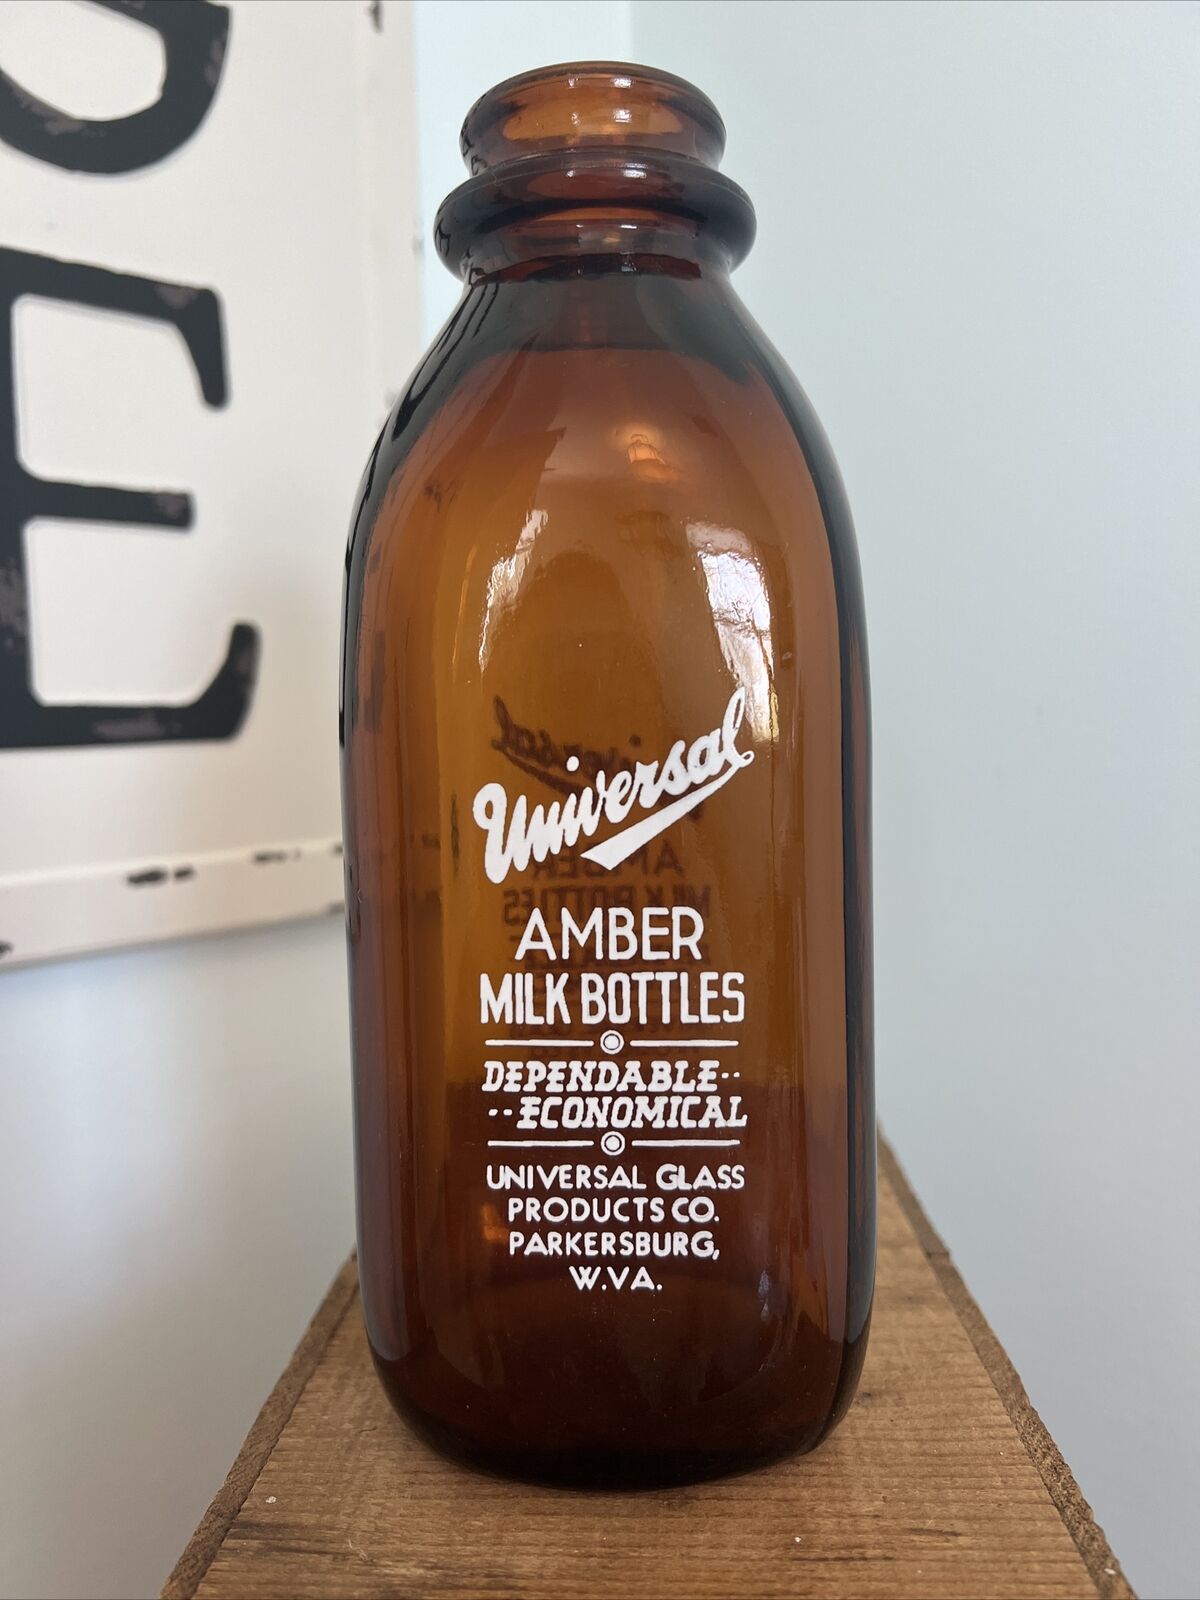 E
Universal
AMBER
MILK BOTTLES
DEPENDABLE··
··ECONOMICAL
UNIVERSAL GLASS
PRODUCTS CO.
PARKERSBURG,
W.VA.